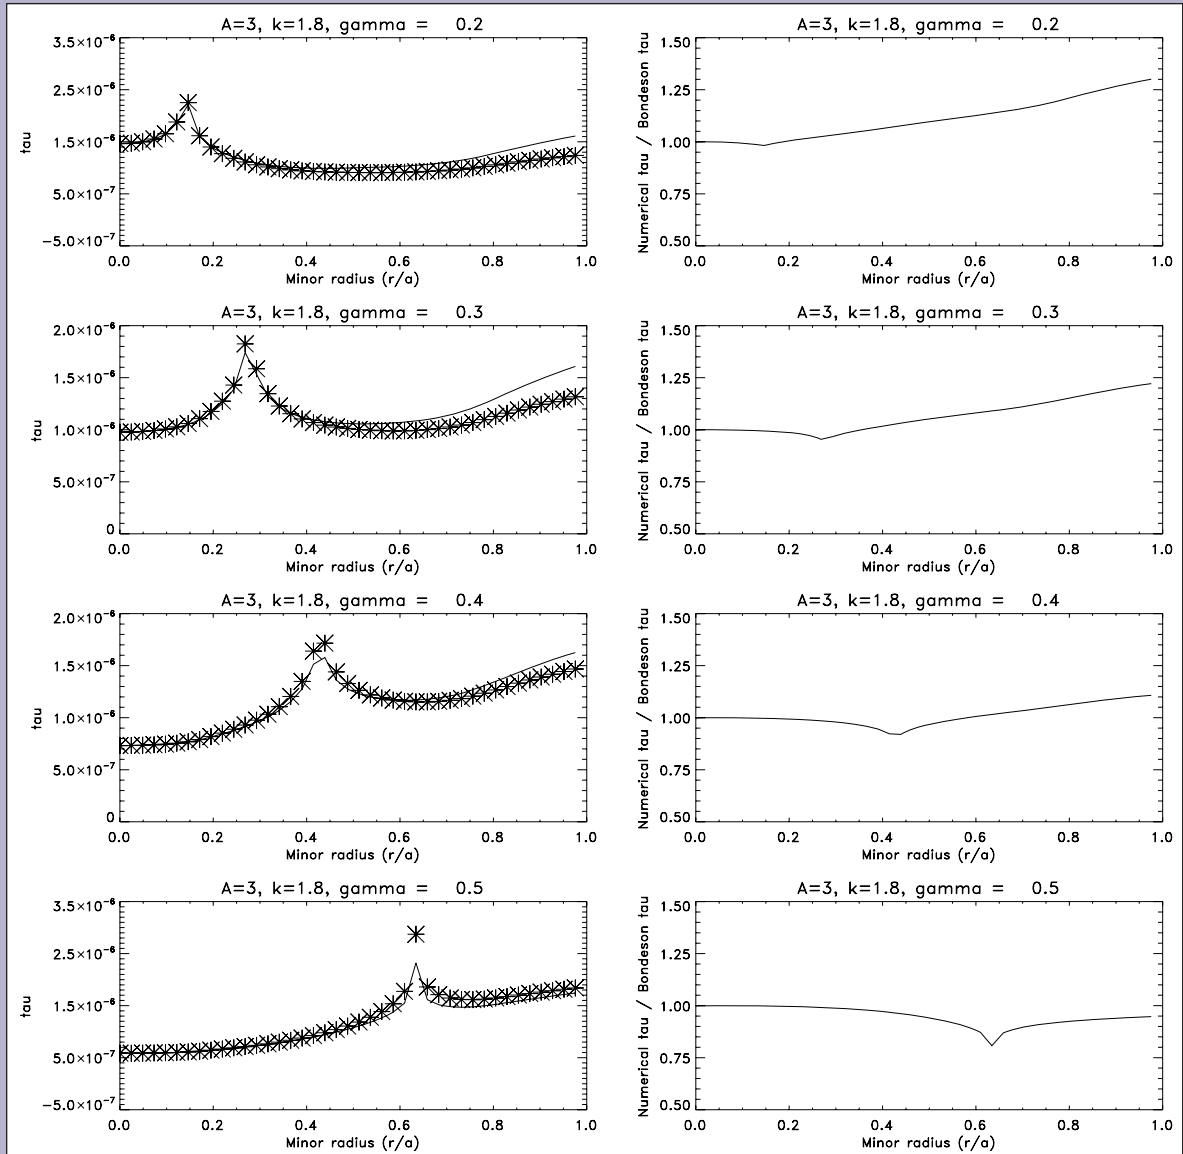 A=3, k=1.8, gamma = 0.2
tau
3.5×10⁻⁶
2.5×10⁻⁶
1.5×10⁻⁶
5.0×10⁻⁷
−5.0×10⁻⁷
0.0 0.2 0.4 0.6 0.8 1.0
Minor radius (r/a)
A=3, k=1.8, gamma = 0.2
Numerical tau / Bondeson tau
1.50
1.25
1.00
0.75
0.50
0.0 0.2 0.4 0.6 0.8 1.0
Minor radius (r/a)
A=3, k=1.8, gamma = 0.3
tau
2.0×10⁻⁶
1.5×10⁻⁶
1.0×10⁻⁶
5.0×10⁻⁷
0
0.0 0.2 0.4 0.6 0.8 1.0
Minor radius (r/a)
A=3, k=1.8, gamma = 0.3
Numerical tau / Bondeson tau
1.50
1.25
1.00
0.75
0.50
0.0 0.2 0.4 0.6 0.8 1.0
Minor radius (r/a)
A=3, k=1.8, gamma = 0.4
tau
2.0×10⁻⁶
1.5×10⁻⁶
1.0×10⁻⁶
5.0×10⁻⁷
0
0.0 0.2 0.4 0.6 0.8 1.0
Minor radius (r/a)
A=3, k=1.8, gamma = 0.4
Numerical tau / Bondeson tau
1.50
1.25
1.00
0.75
0.50
0.0 0.2 0.4 0.6 0.8 1.0
Minor radius (r/a)
A=3, k=1.8, gamma = 0.5
tau
3.5×10⁻⁶
2.5×10⁻⁶
1.5×10⁻⁶
5.0×10⁻⁷
−5.0×10⁻⁷
0.0 0.2 0.4 0.6 0.8 1.0
Minor radius (r/a)
A=3, k=1.8, gamma = 0.5
Numerical tau / Bondeson tau
1.50
1.25
1.00
0.75
0.50
0.0 0.2 0.4 0.6 0.8 1.0
Minor radius (r/a)